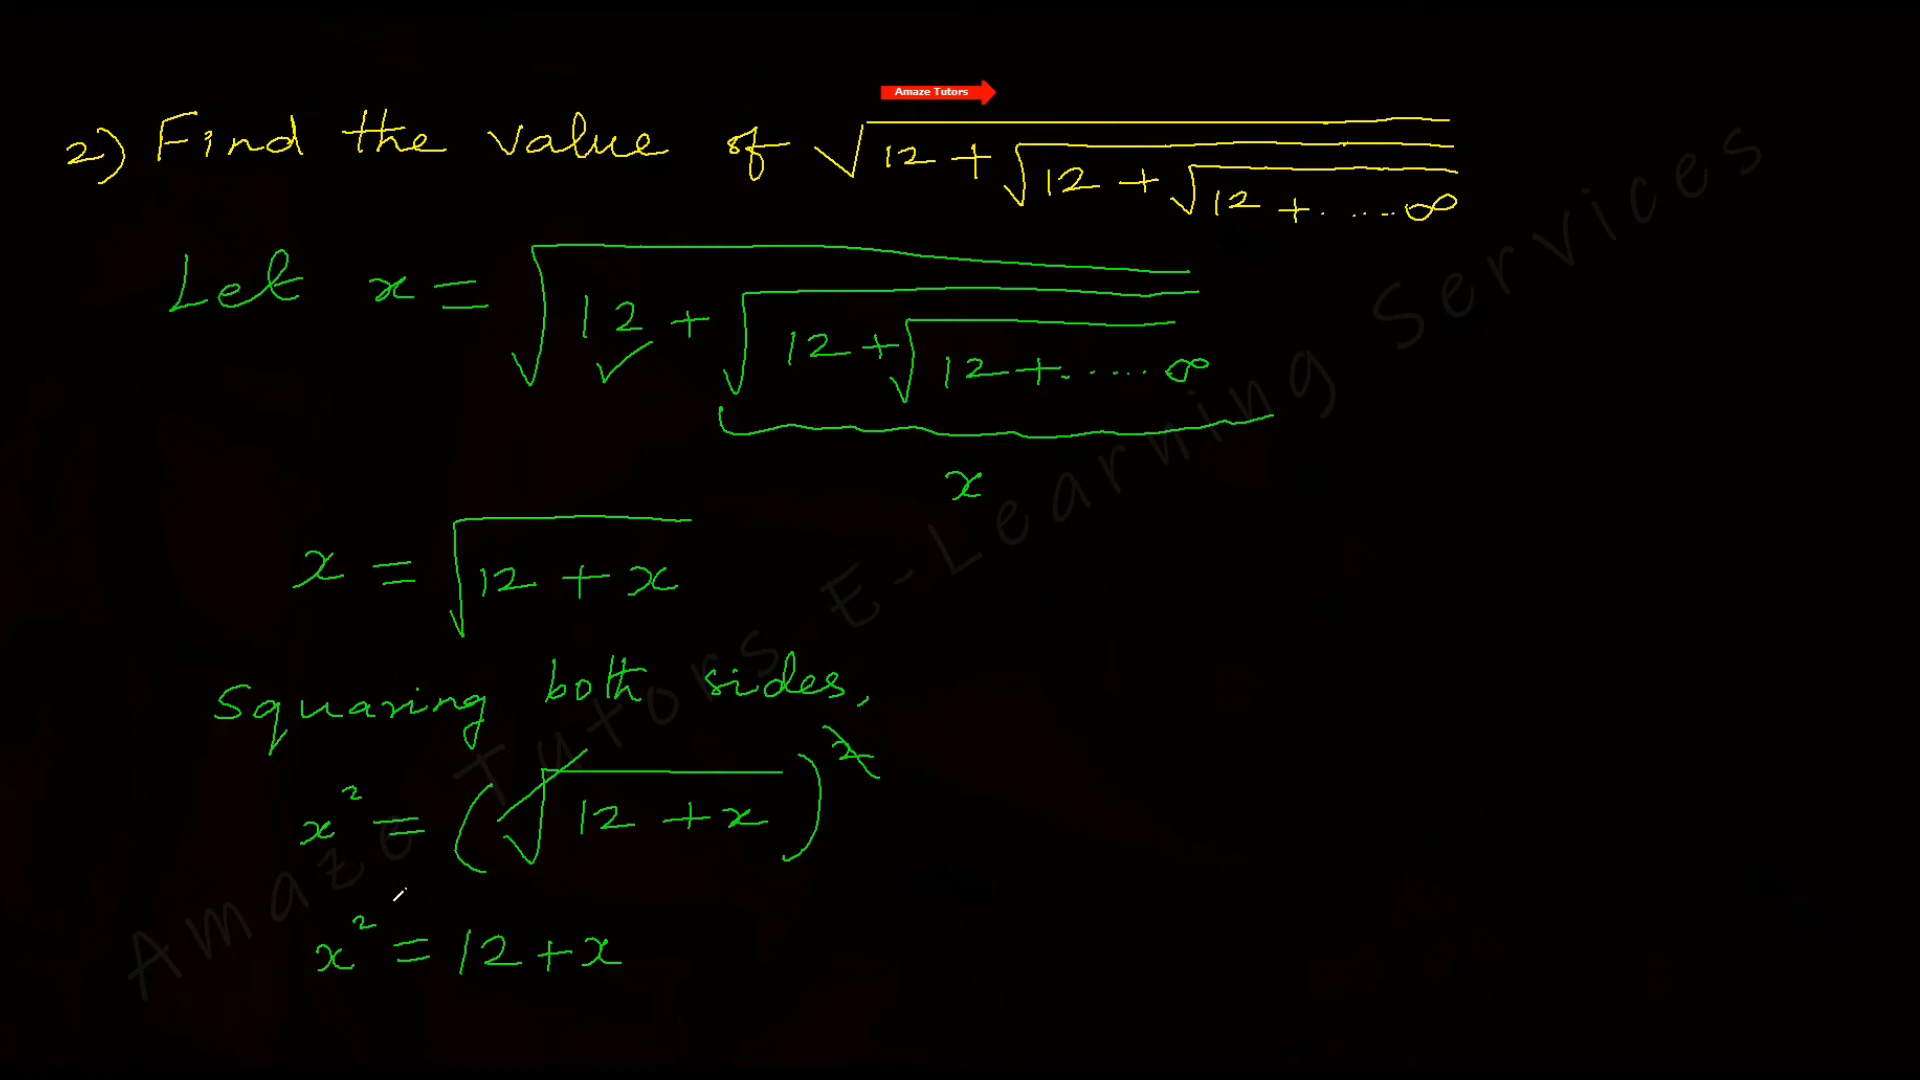 Amaze Tutors
2) Find the value of √(12 + √(12 + √(12 + ..... ∞)))
Let x = √(12 + √(12 + √(12 + ..... ∞)))
x
x = √(12 + x)
Squaring both sides,
x² = (√(12 + x))²
x² = 12 + x
Amaze Tutors E-Learning Services